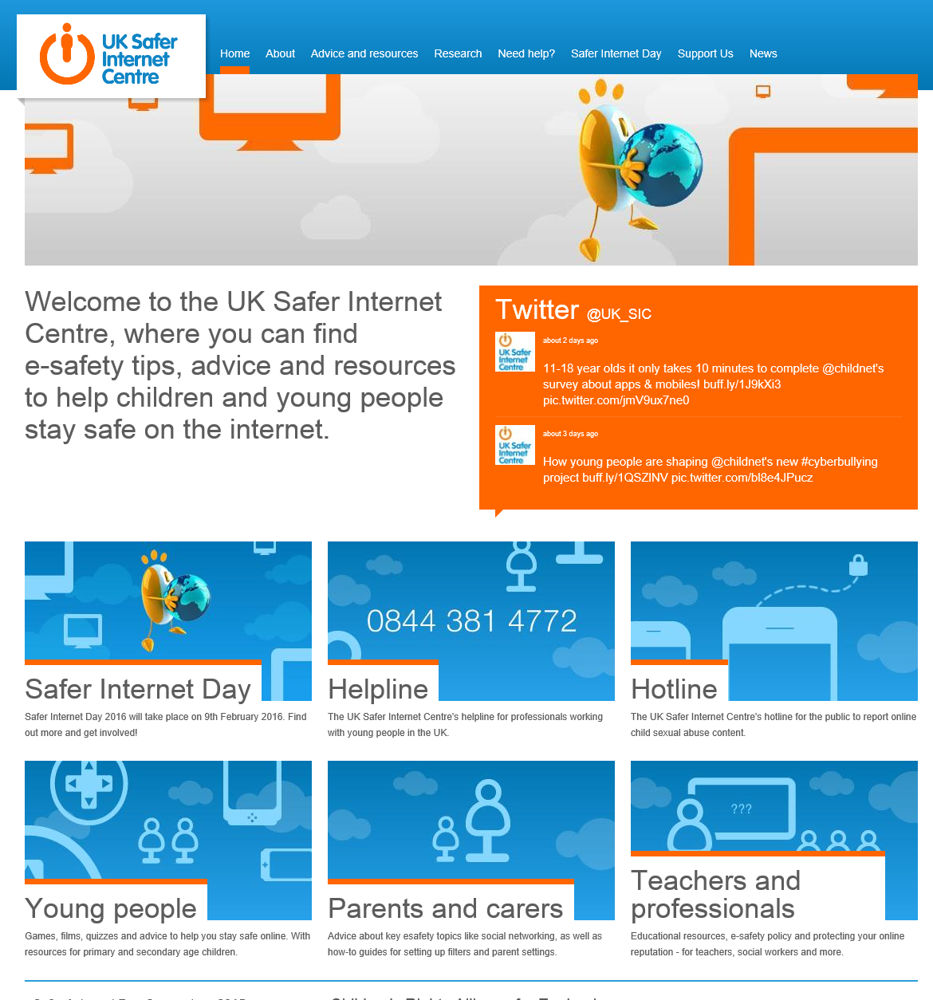 UK Safer
Internet
Centre
Home About Advice and resources Research Need help? Safer Internet Day Support Us News
Welcome to the UK Safer Internet
Centre, where you can find
e-safety tips, advice and resources
to help children and young people
stay safe on the internet.
Twitter @UK_SIC
UK Safer
Internet
Centre
about 2 days ago
11-18 year olds it only takes 10 minutes to complete @childnet's
survey about apps & mobiles! buff.ly/1J9kXi3
pic.twitter.com/jmV9ux7ne0
UK Safer
Internet
Centre
about 3 days ago
How young people are shaping @childnet's new #cyberbullying
project buff.ly/1QSZlNV pic.twitter.com/bl8e4JPucz
Safer Internet Day
Safer Internet Day 2016 will take place on 9th February 2016. Find
out more and get involved!
0844 381 4772
Helpline
The UK Safer Internet Centre's helpline for professionals working
with young people in the UK.
Hotline
The UK Safer Internet Centre's hotline for the public to report online
child sexual abuse content.
Young people
Games, films, quizzes and advice to help you stay safe online. With
resources for primary and secondary age children.
Parents and carers
Advice about key esafety topics like social networking, as well as
how-to guides for setting up filters and parent settings.
???
Teachers and
professionals
Educational resources, e-safety policy and protecting your online
reputation - for teachers, social workers and more.